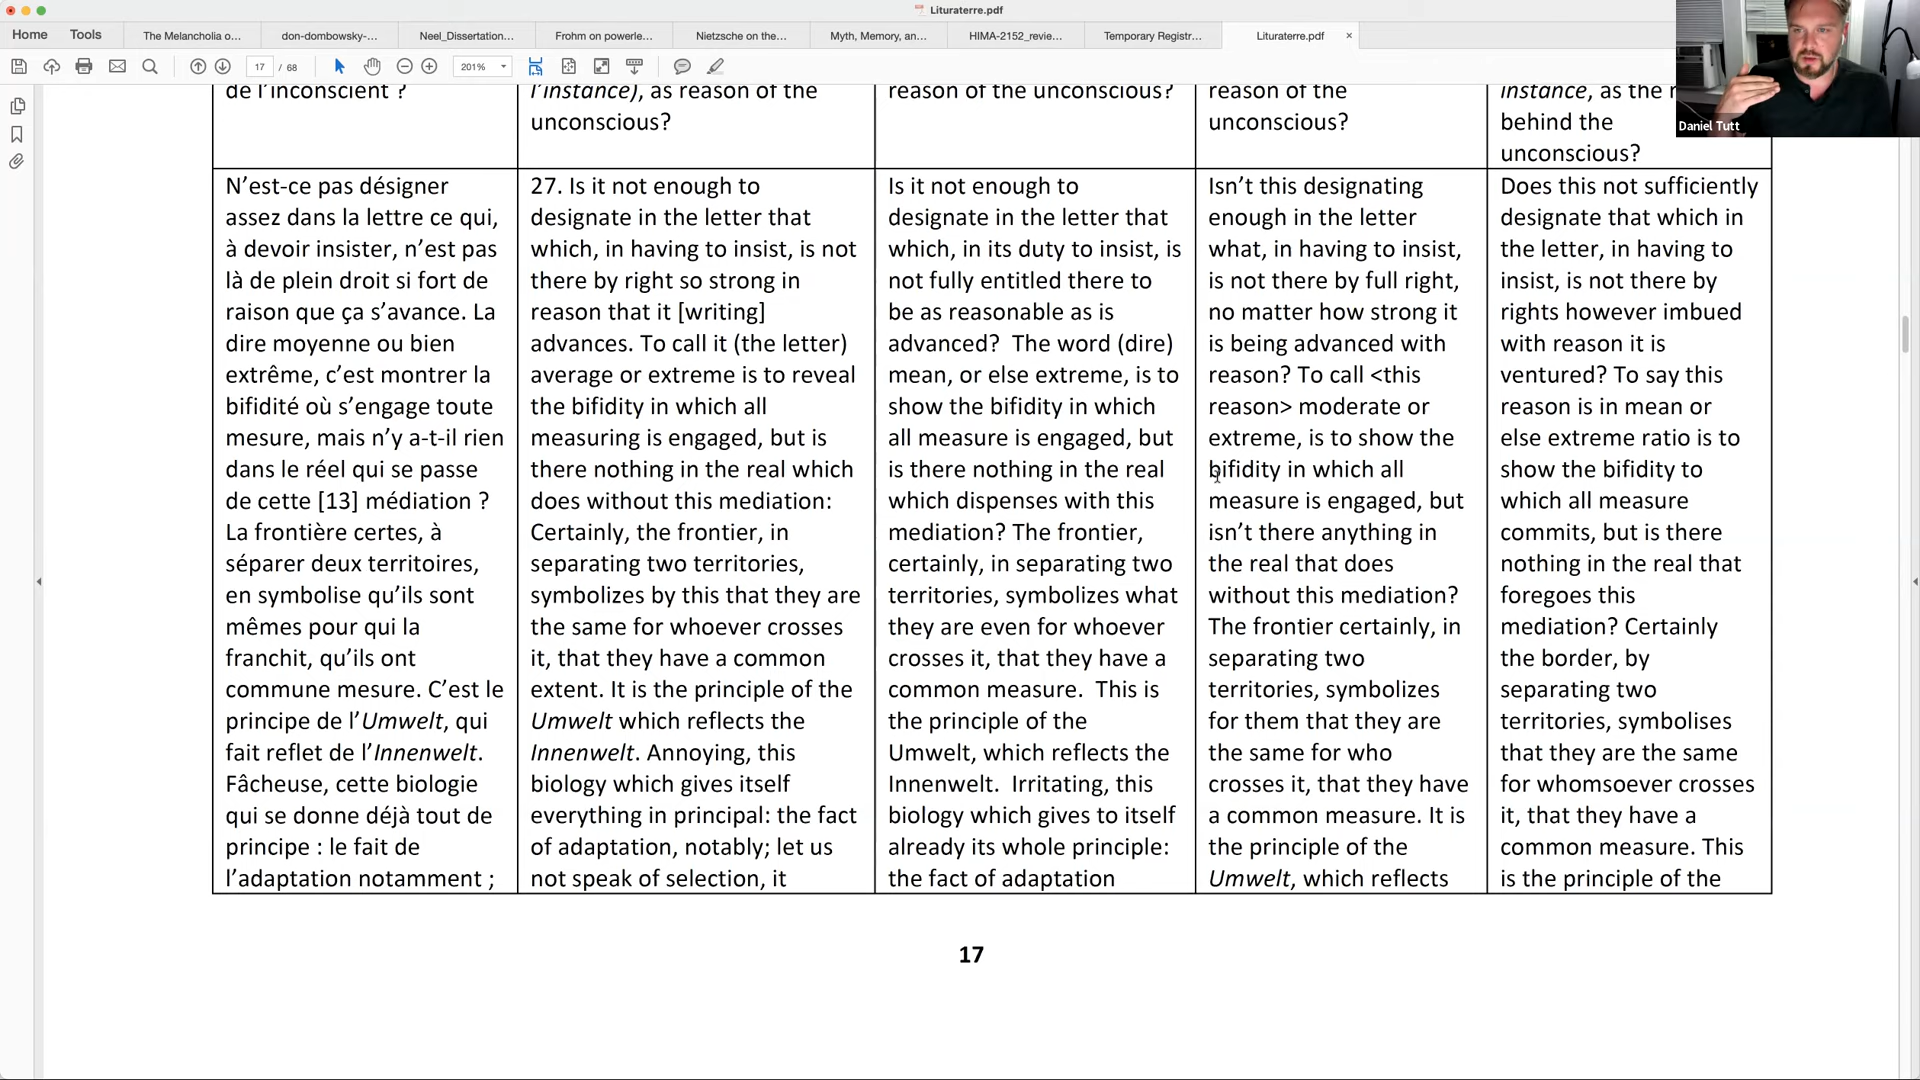 Lituraterre.pdf
Home
Tools
The Melancholia o...
don-dombowsky-...
Neel_Dissertation...
Frohm on powerle...
Nietzsche on the...
Myth, Memory, an...
HIMA-2152_revie...
Temporary Registr...
Lituraterre.pdf
17 / 68
201%
Daniel Tutt
de l’inconscient ?
l’instance), as reason of the
unconscious?
reason of the unconscious?
reason of the
unconscious?
instance, as the
behind the
unconscious?
N’est-ce pas désigner
assez dans la lettre ce qui,
à devoir insister, n’est pas
là de plein droit si fort de
raison que ça s’avance. La
dire moyenne ou bien
extrême, c’est montrer la
bifidité où s’engage toute
mesure, mais n’y a-t-il rien
dans le réel qui se passe
de cette [13] médiation ?
La frontière certes, à
séparer deux territoires,
en symbolise qu’ils sont
mêmes pour qui la
franchit, qu’ils ont
commune mesure. C’est le
principe de l’Umwelt, qui
fait reflet de l’Innenwelt.
Fâcheuse, cette biologie
qui se donne déjà tout de
principe : le fait de
l’adaptation notamment ;
27. Is it not enough to
designate in the letter that
which, in having to insist, is not
there by right so strong in
reason that it [writing]
advances. To call it (the letter)
average or extreme is to reveal
the bifidity in which all
measuring is engaged, but is
there nothing in the real which
does without this mediation:
Certainly, the frontier, in
separating two territories,
symbolizes by this that they are
the same for whoever crosses
it, that they have a common
extent. It is the principle of the
Umwelt which reflects the
Innenwelt. Annoying, this
biology which gives itself
everything in principal: the fact
of adaptation, notably; let us
not speak of selection, it
Is it not enough to
designate in the letter that
which, in its duty to insist, is
not fully entitled there to
be as reasonable as is
advanced?  The word (dire)
mean, or else extreme, is to
show the bifidity in which
all measure is engaged, but
is there nothing in the real
which dispenses with this
mediation? The frontier,
certainly, in separating two
territories, symbolizes what
they are even for whoever
crosses it, that they have a
common measure.  This is
the principle of the
Umwelt, which reflects the
Innenwelt.  Irritating, this
biology which gives to itself
already its whole principle:
the fact of adaptation
Isn’t this designating
enough in the letter
what, in having to insist,
is not there by full right,
no matter how strong it
is being advanced with
reason? To call <this
reason> moderate or
extreme, is to show the
bifidity in which all
measure is engaged, but
isn’t there anything in
the real that does
without this mediation?
The frontier certainly, in
separating two
territories, symbolizes
for them that they are
the same for who
crosses it, that they have
a common measure. It is
the principle of the
Umwelt, which reflects
Does this not sufficiently
designate that which in
the letter, in having to
insist, is not there by
rights however imbued
with reason it is
ventured? To say this
reason is in mean or
else extreme ratio is to
show the bifidity to
which all measure
commits, but is there
nothing in the real that
foregoes this
mediation? Certainly
the border, by
separating two
territories, symbolises
that they are the same
for whomsoever crosses
it, that they have a
common measure. This
is the principle of the
17